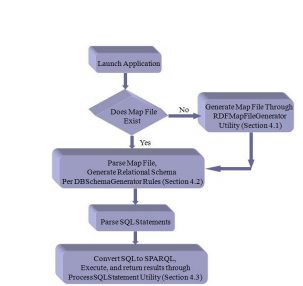 Launch Application
Does Map File
Exist
No
Generate Map File Through
RDFMapFileGenerator
Utility (Section 4.1)
Yes
Parse Map File,
Generate Relational Schema
Per DBSchemaGenerator Rules (Section 4.2)
Parse SQL Statements
Convert SQL to SPARQL,
Execute, and return results through
ProcessSQLStatement Utility (Section 4.3)